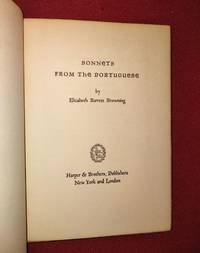 SONNETS
FROM THE PORTUGUESE
by
Elizabeth Barrett Browning
Harper & Brothers, Publishers
New York and London